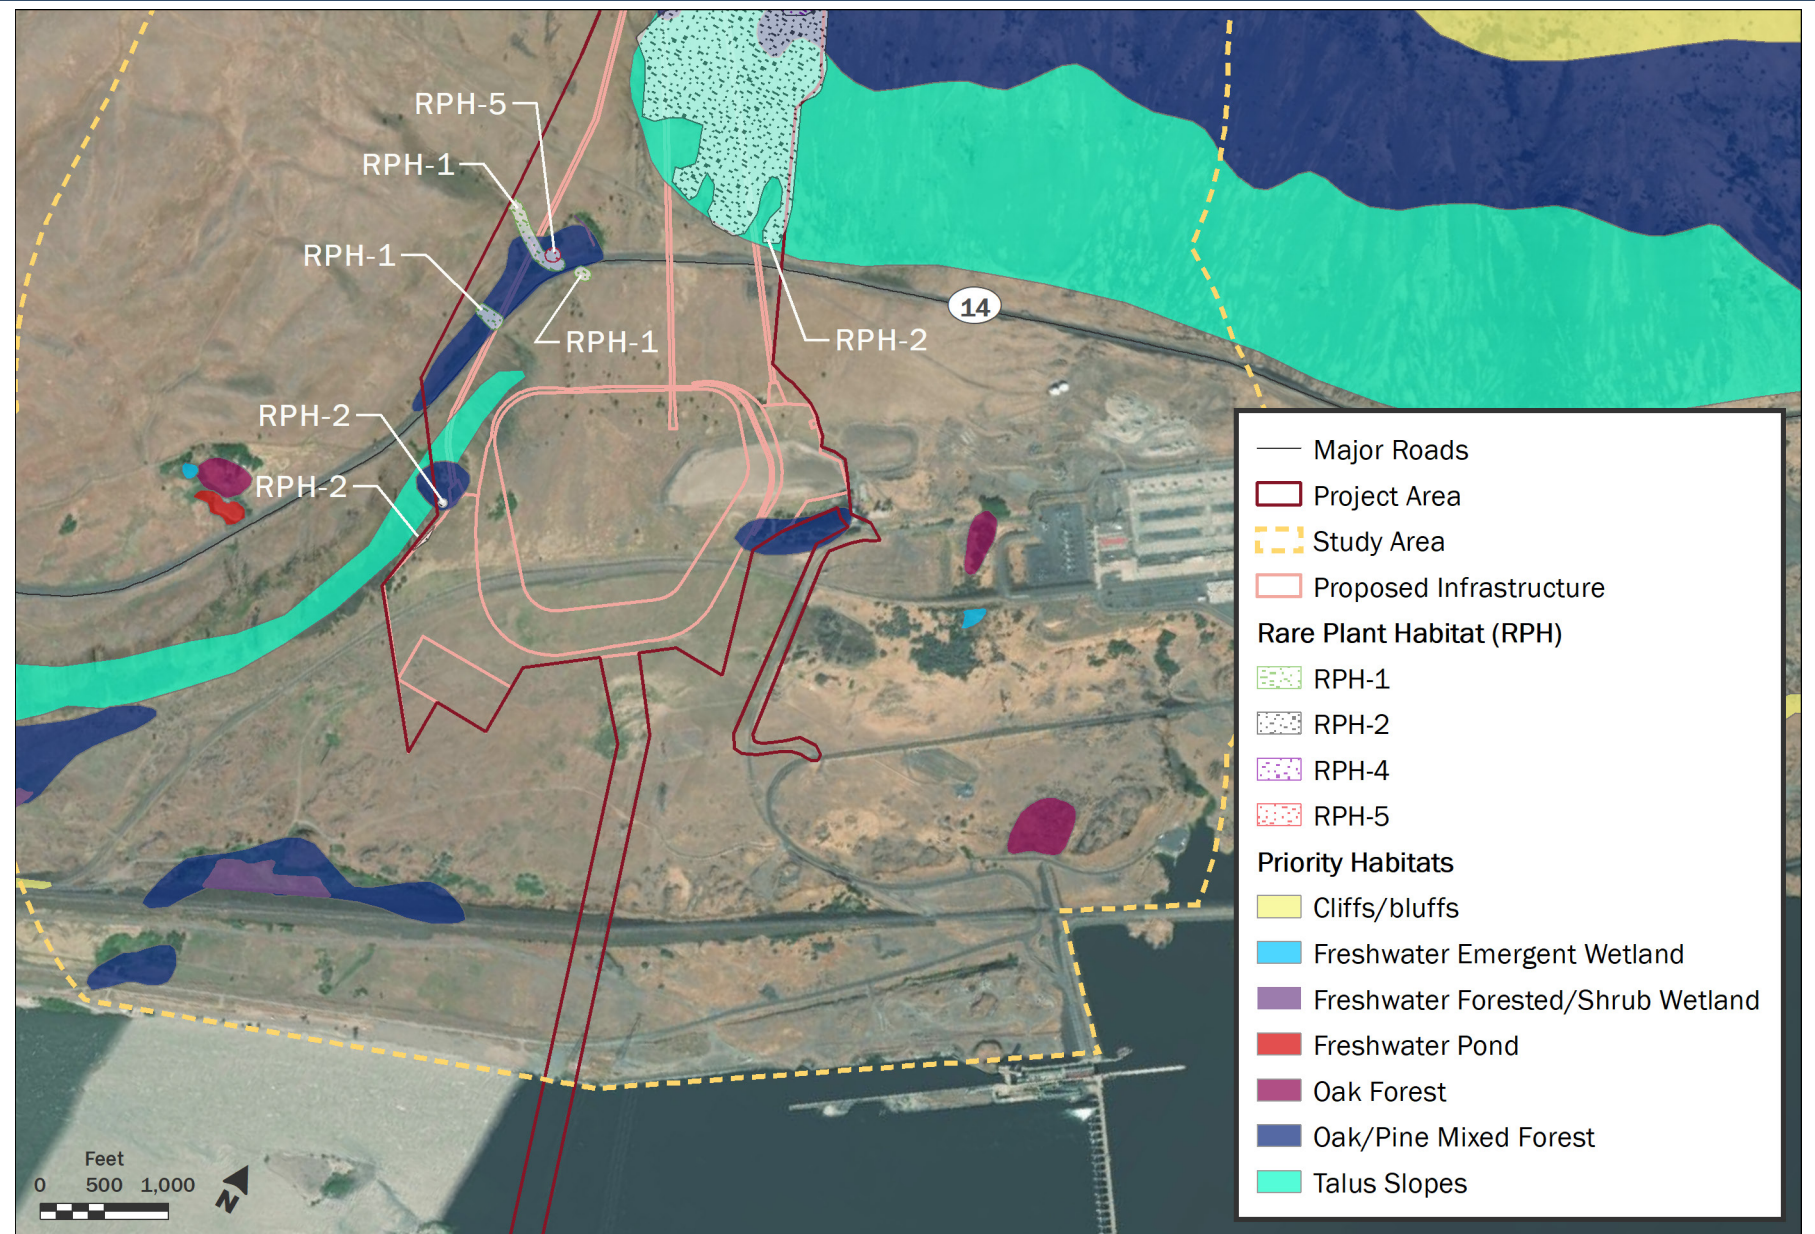 RPH-5
RPH-1
RPH-1
RPH-1
RPH-2
14
RPH-2
RPH-2
Major Roads
Project Area
Study Area
Proposed Infrastructure
Rare Plant Habitat (RPH)
RPH-1
RPH-2
RPH-4
RPH-5
Priority Habitats
Cliffs/bluffs
Freshwater Emergent Wetland
Freshwater Forested/Shrub Wetland
Freshwater Pond
Oak Forest
Oak/Pine Mixed Forest
Talus Slopes
Feet
0 500 1,000
N